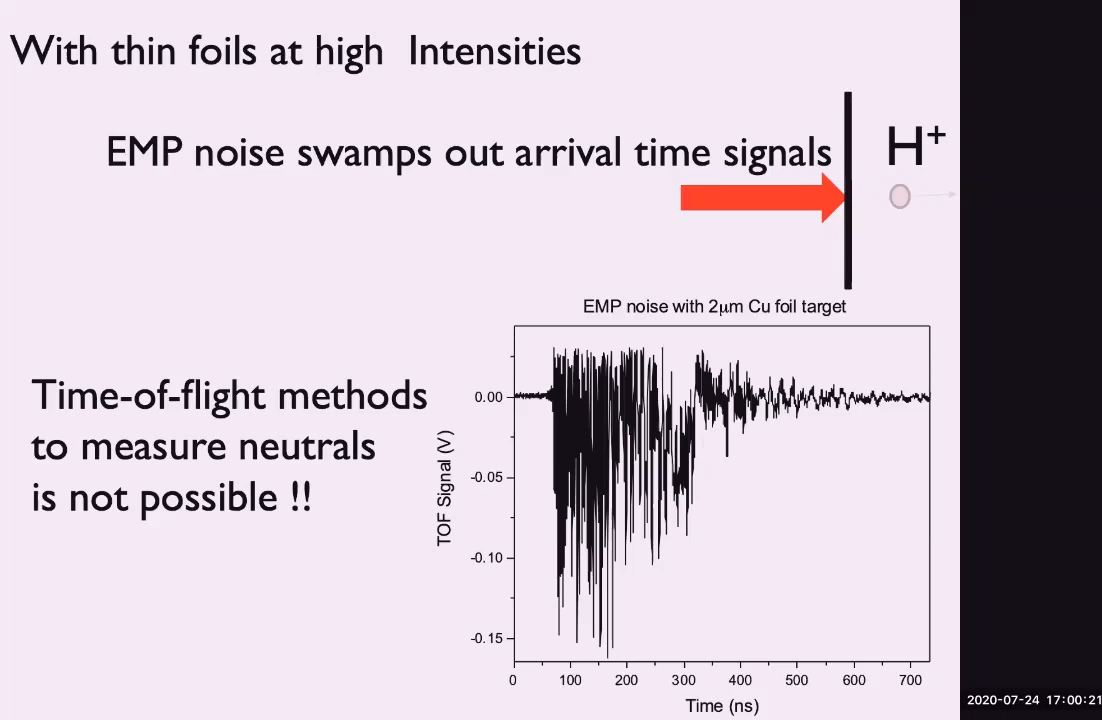 With thin foils at high Intensities
EMP noise swamps out arrival time signals
H+
EMP noise with 2μm Cu foil target
Time-of-flight methods
to measure neutrals
is not possible !!
TOF Signal (V)
0.00
-0.05
-0.10
-0.15
0 100 200 300 400 500 600 700
Time (ns)
2020-07-24 17:00:21